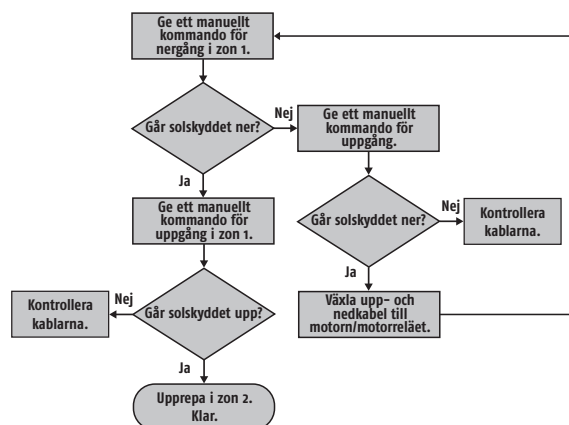 Ge ett manuellt
kommando för
nergång i zon 1.
Går solskyddet ner?
Nej
Ge ett manuellt
kommando för
uppgång.
Ja
Ge ett manuellt
kommando för
uppgång i zon 1.
Går solskyddet ner?
Nej
Kontrollera
kablarna.
Ja
Växla upp- och
nedkabel till
motorn/motorreläet.
Går solskyddet upp?
Nej
Kontrollera
kablarna.
Ja
Upprepa i zon 2.
Klar.